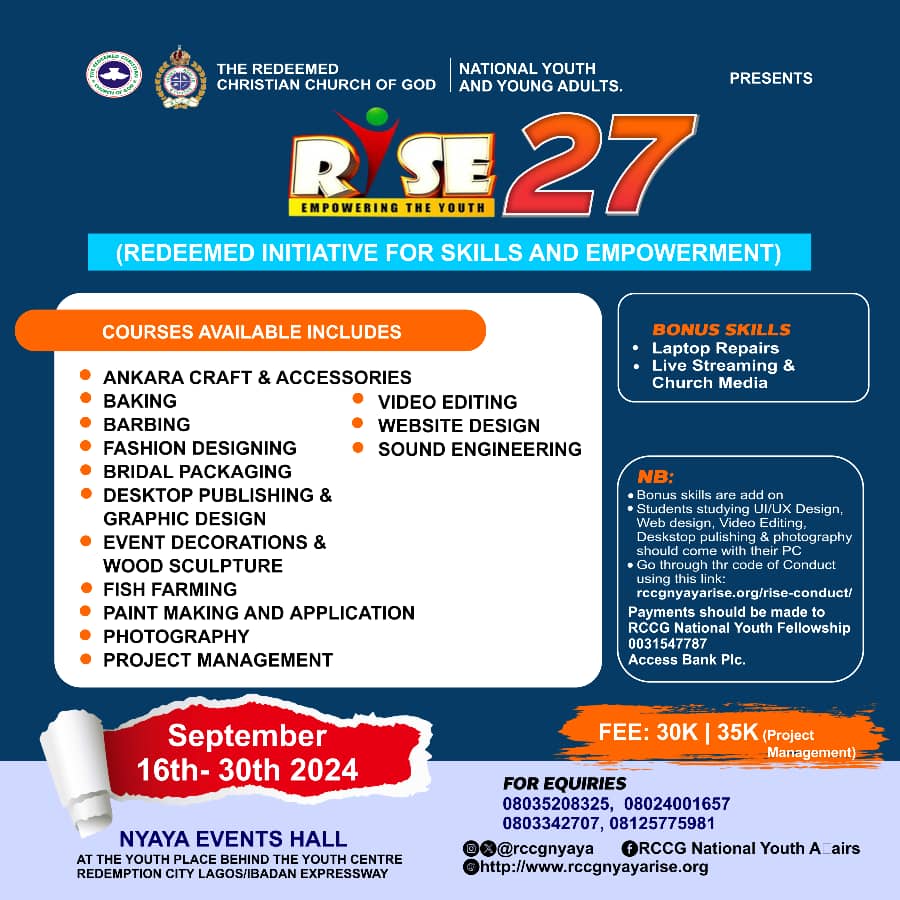 THE REDEEMED
CHRISTIAN CHURCH OF GOD
NATIONAL YOUTH
AND YOUNG ADULTS.
PRESENTS
RISE 27
EMPOWERING THE YOUTH
(REDEEMED INITIATIVE FOR SKILLS AND EMPOWERMENT)
COURSES AVAILABLE INCLUDES
ANKARA CRAFT & ACCESSORIES
BAKING
BARBING
FASHION DESIGNING
BRIDAL PACKAGING
DESKTOP PUBLISHING &
GRAPHIC DESIGN
EVENT DECORATIONS &
WOOD SCULPTURE
FISH FARMING
PAINT MAKING AND APPLICATION
PHOTOGRAPHY
PROJECT MANAGEMENT
VIDEO EDITING
WEBSITE DESIGN
SOUND ENGINEERING
BONUS SKILLS
• Laptop Repairs
• Live Streaming &
Church Media
NB:
• Bonus skills are add on
• Students studying UI/UX Design,
Web design, Video Editing,
Deskstop pulishing & photography
should come with their PC
• Go through thr code of Conduct
using this link:
rccgnyayarise.org/rise-conduct/
Payments should be made to
RCCG National Youth Fellowship
0031547787
Access Bank Plc.
September
16th- 30th 2024
FEE: 30K | 35K (Project
Management)
NYAYA EVENTS HALL
AT THE YOUTH PLACE BEHIND THE YOUTH CENTRE
REDEMPTION CITY LAGOS/IBADAN EXPRESSWAY
FOR EQUIRIES
08035208325, 08024001657
0803342707, 08125775981
@rccgnyaya RCCG National Youth A□airs
http://www.rccgnyayarise.org